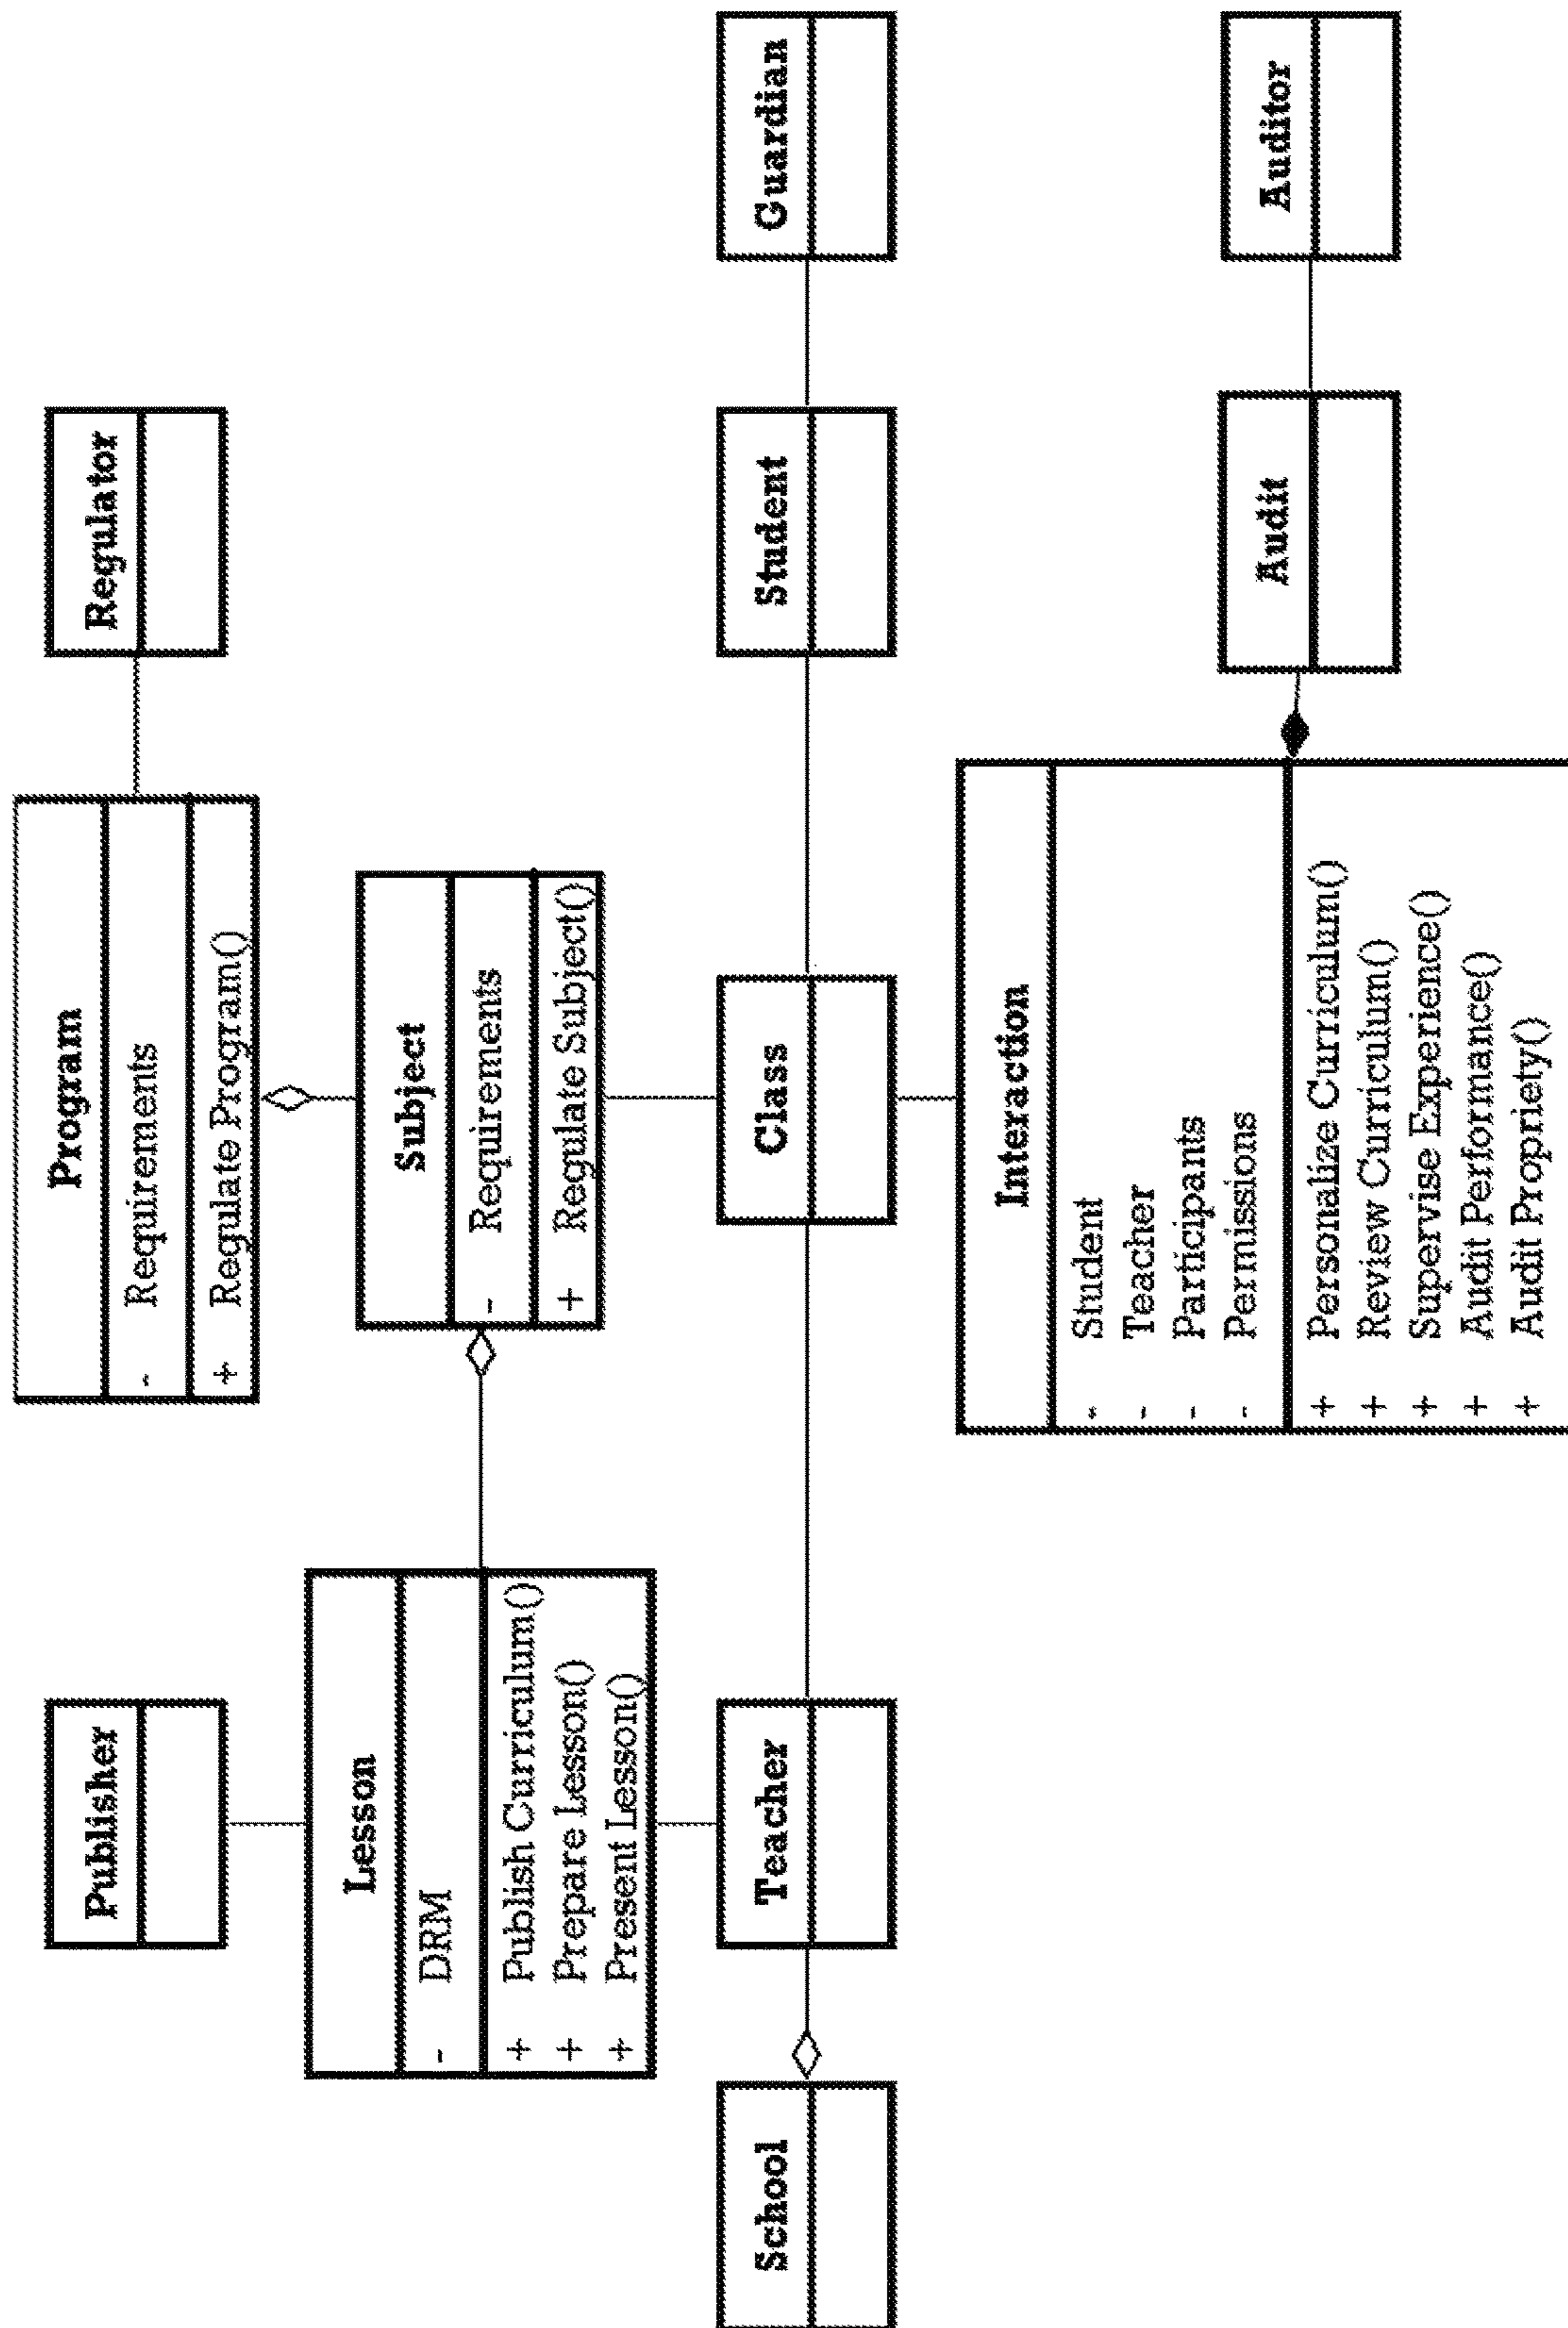 Publisher
Program
- Requirements
+ Regulate Program()
Regulator
Lesson
- DRM
+ Publish Curriculum()
+ Prepare Lesson()
+ Present Lesson()
Subject
- Requirements
+ Regulate Subject()
School
Teacher
Class
Student
Guardian
Interaction
- Student
- Teacher
- Participants
- Permissions
+ Personalize Curriculum()
+ Review Curriculum()
+ Supervise Experience()
+ Audit Performance()
+ Audit Propriety()
Audit
Auditor